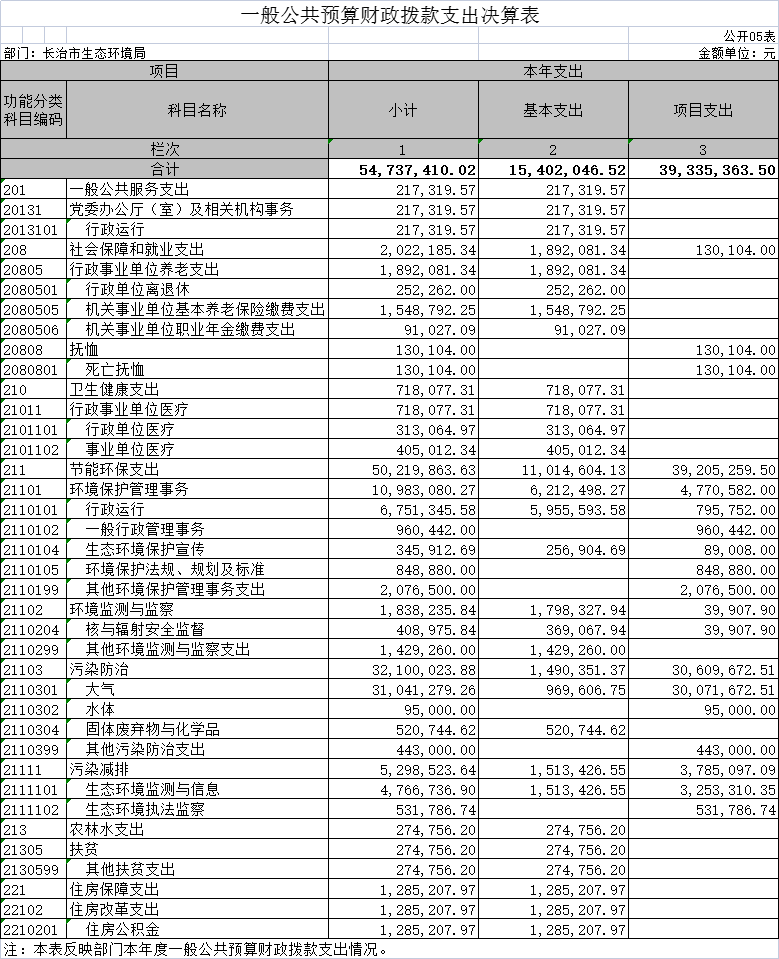 一般公共预算财政拨款支出决算表
公开05表
部门：长治市生态环境局 金额单位：元
项目 本年支出
功能分类科目编码 科目名称 小计 基本支出 项目支出
栏次 1 2 3
合计 54,737,410.02 15,402,046.52 39,335,363.50
201 一般公共服务支出 217,319.57 217,319.57
20131 党委办公厅（室）及相关机构事务 217,319.57 217,319.57
2013101 行政运行 217,319.57 217,319.57
208 社会保障和就业支出 2,022,185.34 1,892,081.34 130,104.00
20805 行政事业单位养老支出 1,892,081.34 1,892,081.34
2080501 行政单位离退休 252,262.00 252,262.00
2080505 机关事业单位基本养老保险缴费支出 1,548,792.25 1,548,792.25
2080506 机关事业单位职业年金缴费支出 91,027.09 91,027.09
20808 抚恤 130,104.00 130,104.00
2080801 死亡抚恤 130,104.00 130,104.00
210 卫生健康支出 718,077.31 718,077.31
21011 行政事业单位医疗 718,077.31 718,077.31
2101101 行政单位医疗 313,064.97 313,064.97
2101102 事业单位医疗 405,012.34 405,012.34
211 节能环保支出 50,219,863.63 11,014,604.13 39,205,259.50
21101 环境保护管理事务 10,983,080.27 6,212,498.27 4,770,582.00
2110101 行政运行 6,751,345.58 5,955,593.58 795,752.00
2110102 一般行政管理事务 960,442.00 960,442.00
2110104 生态环境保护宣传 345,912.69 256,904.69 89,008.00
2110105 环境保护法规、规划及标准 848,880.00 848,880.00
2110199 其他环境保护管理事务支出 2,076,500.00 2,076,500.00
21102 环境监测与监察 1,838,235.84 1,798,327.94 39,907.90
2110204 核与辐射安全监督 408,975.84 369,067.94 39,907.90
2110299 其他环境监测与监察支出 1,429,260.00 1,429,260.00
21103 污染防治 32,100,023.88 1,490,351.37 30,609,672.51
2110301 大气 31,041,279.26 969,606.75 30,071,672.51
2110302 水体 95,000.00 95,000.00
2110304 固体废弃物与化学品 520,744.62 520,744.62
2110399 其他污染防治支出 443,000.00 443,000.00
21111 污染减排 5,298,523.64 1,513,426.55 3,785,097.09
2111101 生态环境监测与信息 4,766,736.90 1,513,426.55 3,253,310.35
2111102 生态环境执法监察 531,786.74 531,786.74
213 农林水支出 274,756.20 274,756.20
21305 扶贫 274,756.20 274,756.20
2130599 其他扶贫支出 274,756.20 274,756.20
221 住房保障支出 1,285,207.97 1,285,207.97
22102 住房改革支出 1,285,207.97 1,285,207.97
2210201 住房公积金 1,285,207.97 1,285,207.97
注：本表反映部门本年度一般公共预算财政拨款支出情况。